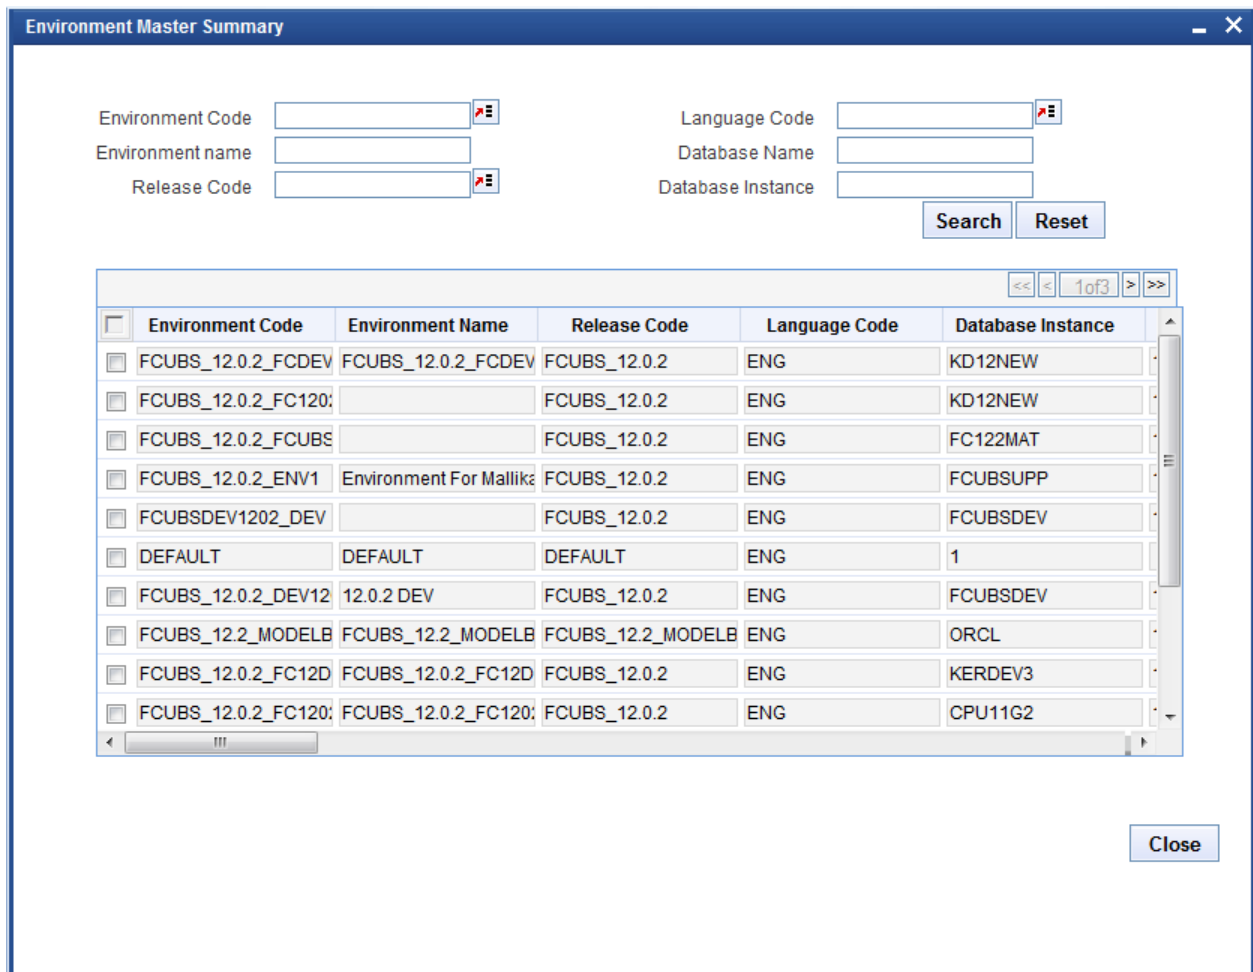 Environment Master Summary
Environment Code Language Code
Environment name Database Name
Release Code Database Instance
Search Reset
<< < 1of3 > >>
Environment Code Environment Name Release Code Language Code Database Instance
FCUBS_12.0.2_FCDEV FCUBS_12.0.2_FCDEV FCUBS_12.0.2 ENG KD12NEW
FCUBS_12.0.2_FC120 FCUBS_12.0.2 ENG KD12NEW
FCUBS_12.0.2_FCUBS FCUBS_12.0.2 ENG FC122MAT
FCUBS_12.0.2_ENV1 Environment For Mallika FCUBS_12.0.2 ENG FCUBSUPP
FCUBSDEV1202_DEV FCUBS_12.0.2 ENG FCUBSDEV
DEFAULT DEFAULT DEFAULT ENG 1
FCUBS_12.0.2_DEV12 12.0.2 DEV FCUBS_12.0.2 ENG FCUBSDEV
FCUBS_12.2_MODELB FCUBS_12.2_MODELB FCUBS_12.2_MODELB ENG ORCL
FCUBS_12.0.2_FC12D FCUBS_12.0.2_FC12D FCUBS_12.0.2 ENG KERDEV3
FCUBS_12.0.2_FC120 FCUBS_12.0.2_FC120 FCUBS_12.0.2 ENG CPU11G2
Close